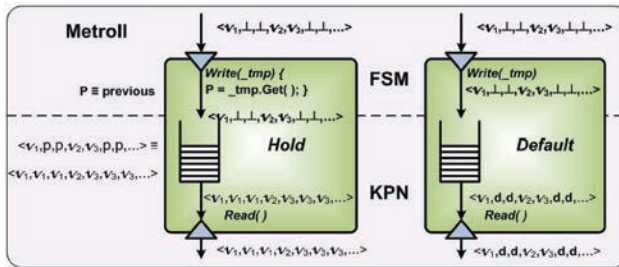 MetroII
<v₁,⊥,⊥,v₂,v₃,⊥,⊥,...>
<v₁,⊥,⊥,v₂,v₃,⊥,⊥,...>
Write(_tmp) {
P = _tmp.Get( ); }
FSM
Write(_tmp)
P ≡ previous
<v₁,⊥,⊥,v₂,v₃,⊥,⊥,...>
<v₁,⊥,⊥,v₂,v₃,⊥,⊥,...>
<v₁,p,p,v₂,v₃,p,p,...> ≡
Hold
Default
<v₁,v₁,v₁,v₂,v₃,v₃,v₃,...>
KPN
<v₁,v₁,v₁,v₂,v₃,v₃,v₃,...>
<v₁,d,d,v₂,v₃,d,d,...>
Read( )
Read( )
<v₁,v₁,v₁,v₂,v₃,v₃,v₃,...>
<v₁,d,d,v₂,v₃,d,d,...>